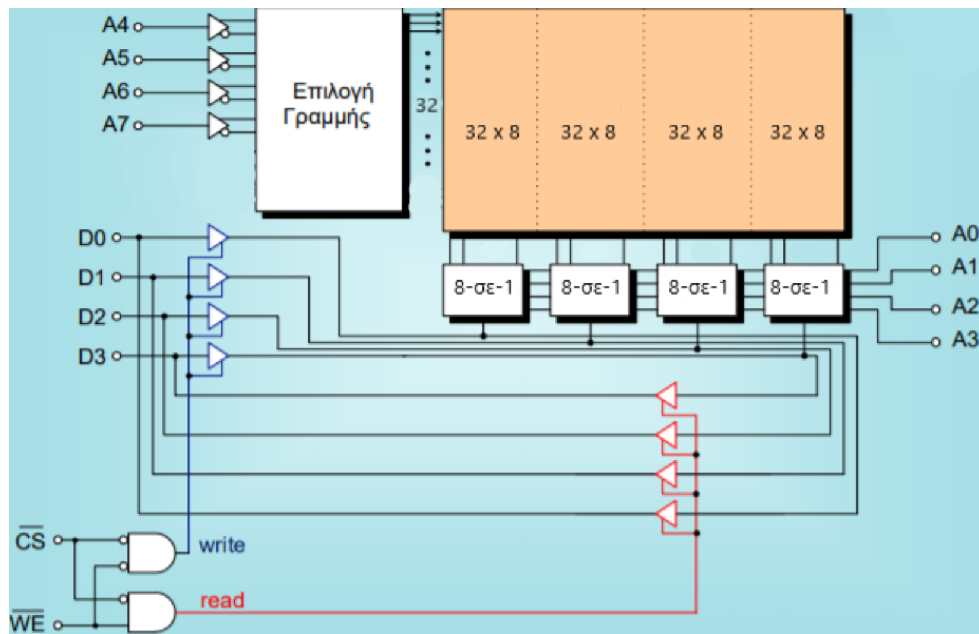 A4
A5
A6
A7
Επιλογή
Γραμμής
32
32 x 8
32 x 8
32 x 8
32 x 8
D0
D1
D2
D3
8-σε-1
8-σε-1
8-σε-1
8-σε-1
A0
A1
A2
A3
CS
write
read
WE